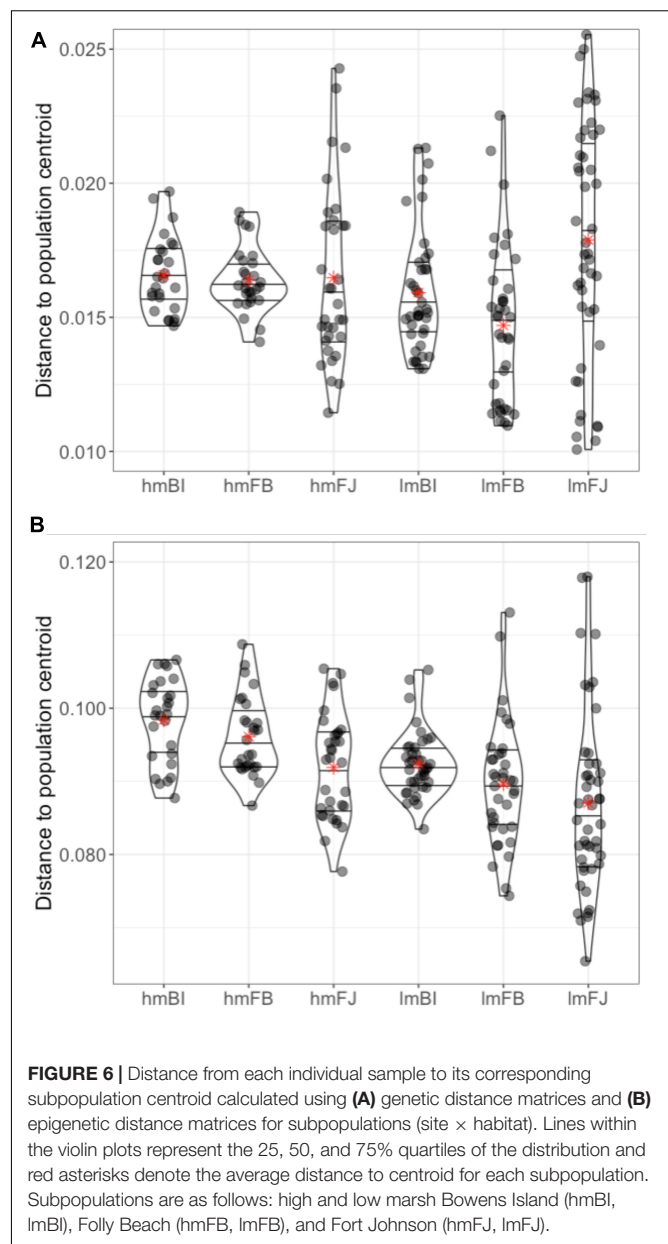 A
Distance to population centroid
0.025
0.020
0.015
0.010
hmBI hmFB hmFJ lmBI lmFB lmFJ
B
Distance to population centroid
0.120
0.100
0.080
hmBI hmFB hmFJ lmBI lmFB lmFJ
FIGURE 6 | Distance from each individual sample to its corresponding
subpopulation centroid calculated using (A) genetic distance matrices and (B)
epigenetic distance matrices for subpopulations (site × habitat). Lines within
the violin plots represent the 25, 50, and 75% quartiles of the distribution and
red asterisks denote the average distance to centroid for each subpopulation.
Subpopulations are as follows: high and low marsh Bowens Island (hmBI,
lmBI), Folly Beach (hmFB, lmFB), and Fort Johnson (hmFJ, lmFJ).